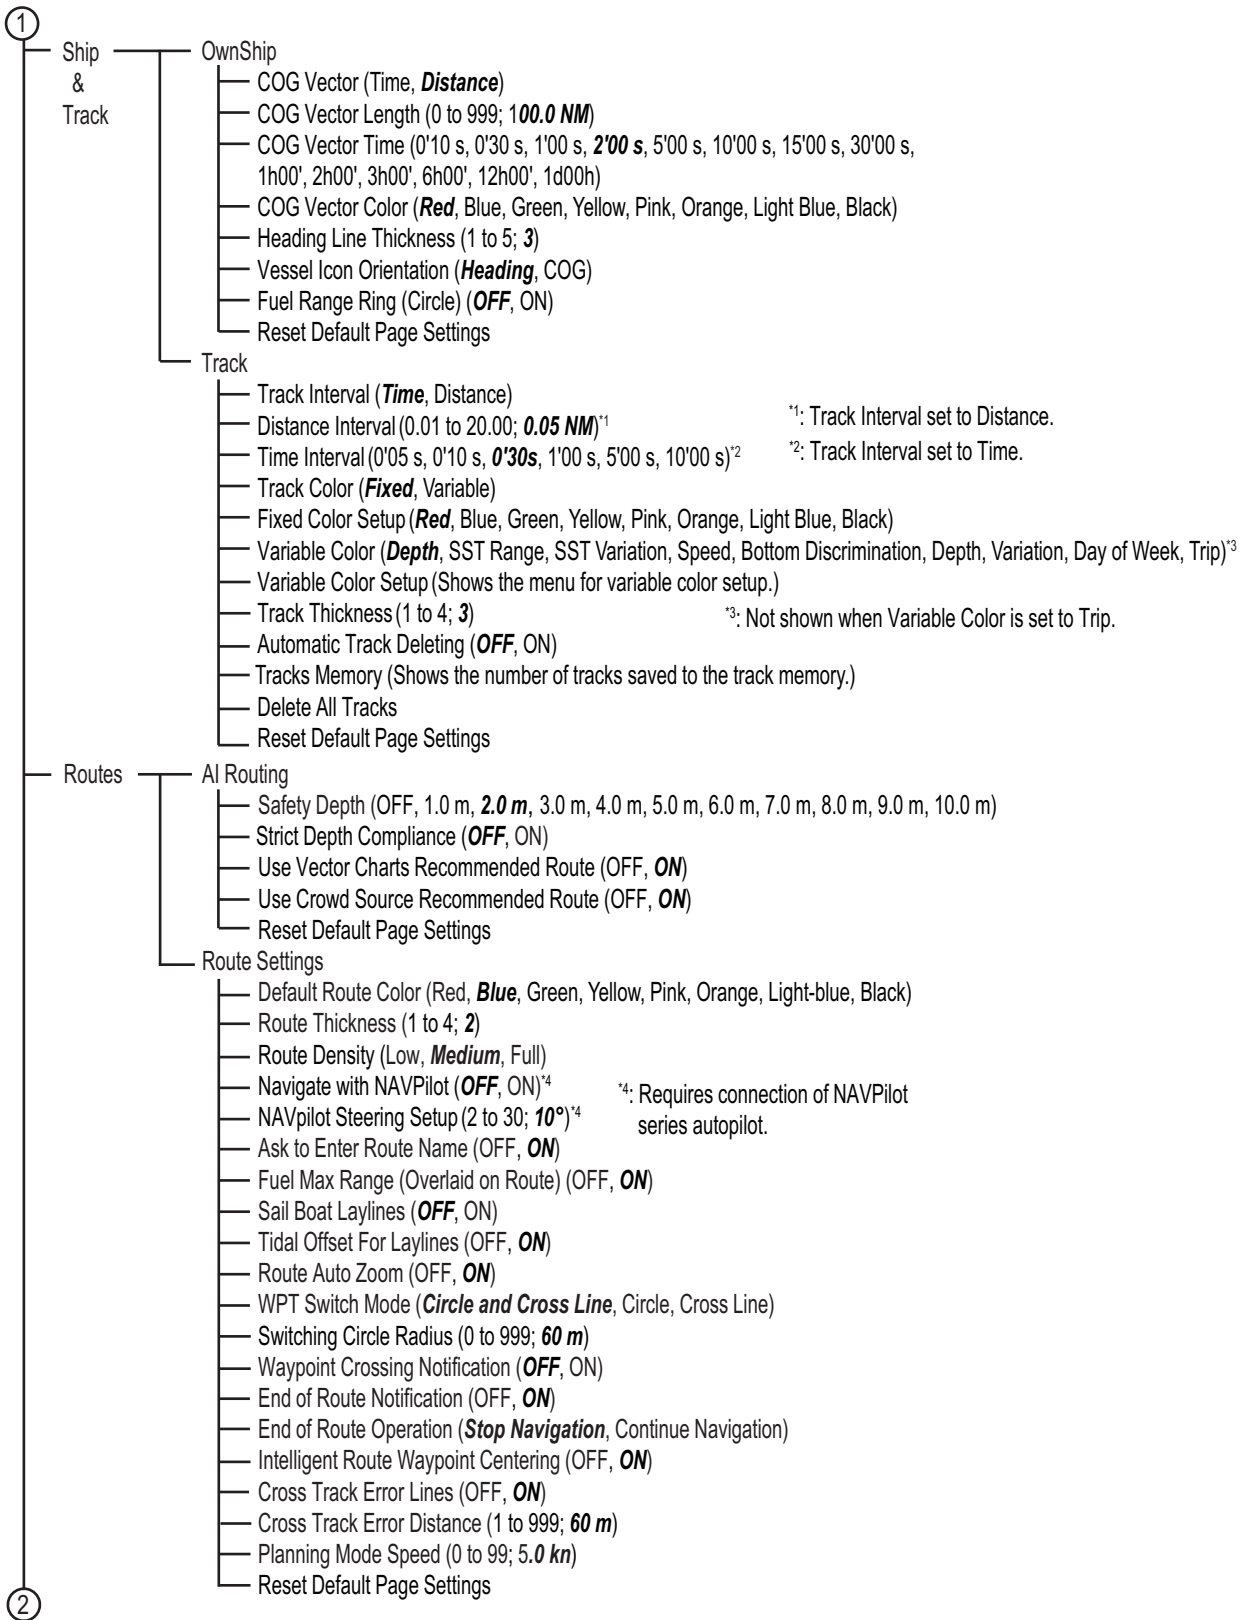 1
Ship
&
Track
OwnShip
COG Vector (Time, Distance)
COG Vector Length (0 to 999; 100.0 NM)
COG Vector Time (0'10 s, 0'30 s, 1'00 s, 2'00 s, 5'00 s, 10'00 s, 15'00 s, 30'00 s,
1h00', 2h00', 3h00', 6h00', 12h00', 1d00h)
COG Vector Color (Red, Blue, Green, Yellow, Pink, Orange, Light Blue, Black)
Heading Line Thickness (1 to 5; 3)
Vessel Icon Orientation (Heading, COG)
Fuel Range Ring (Circle) (OFF, ON)
Reset Default Page Settings
Track
Track Interval (Time, Distance)
Distance Interval (0.01 to 20.00; 0.05 NM)*1
*1: Track Interval set to Distance.
Time Interval (0'05 s, 0'10 s, 0'30s, 1'00 s, 5'00 s, 10'00 s)*2
*2: Track Interval set to Time.
Track Color (Fixed, Variable)
Fixed Color Setup (Red, Blue, Green, Yellow, Pink, Orange, Light Blue, Black)
Variable Color (Depth, SST Range, SST Variation, Speed, Bottom Discrimination, Depth, Variation, Day of Week, Trip)*3
Variable Color Setup (Shows the menu for variable color setup.)
Track Thickness (1 to 4; 3)
*3: Not shown when Variable Color is set to Trip.
Automatic Track Deleting (OFF, ON)
Tracks Memory (Shows the number of tracks saved to the track memory.)
Delete All Tracks
Reset Default Page Settings
Routes
AI Routing
Safety Depth (OFF, 1.0 m, 2.0 m, 3.0 m, 4.0 m, 5.0 m, 6.0 m, 7.0 m, 8.0 m, 9.0 m, 10.0 m)
Strict Depth Compliance (OFF, ON)
Use Vector Charts Recommended Route (OFF, ON)
Use Crowd Source Recommended Route (OFF, ON)
Reset Default Page Settings
Route Settings
Default Route Color (Red, Blue, Green, Yellow, Pink, Orange, Light-blue, Black)
Route Thickness (1 to 4; 2)
Route Density (Low, Medium, Full)
Navigate with NAVPilot (OFF, ON)*4
*4: Requires connection of NAVPilot
series autopilot.
NAVpilot Steering Setup (2 to 30; 10°)*4
Ask to Enter Route Name (OFF, ON)
Fuel Max Range (Overlaid on Route) (OFF, ON)
Sail Boat Laylines (OFF, ON)
Tidal Offset For Laylines (OFF, ON)
Route Auto Zoom (OFF, ON)
WPT Switch Mode (Circle and Cross Line, Circle, Cross Line)
Switching Circle Radius (0 to 999; 60 m)
Waypoint Crossing Notification (OFF, ON)
End of Route Notification (OFF, ON)
End of Route Operation (Stop Navigation, Continue Navigation)
Intelligent Route Waypoint Centering (OFF, ON)
Cross Track Error Lines (OFF, ON)
Cross Track Error Distance (1 to 999; 60 m)
Planning Mode Speed (0 to 99; 5.0 kn)
Reset Default Page Settings
2